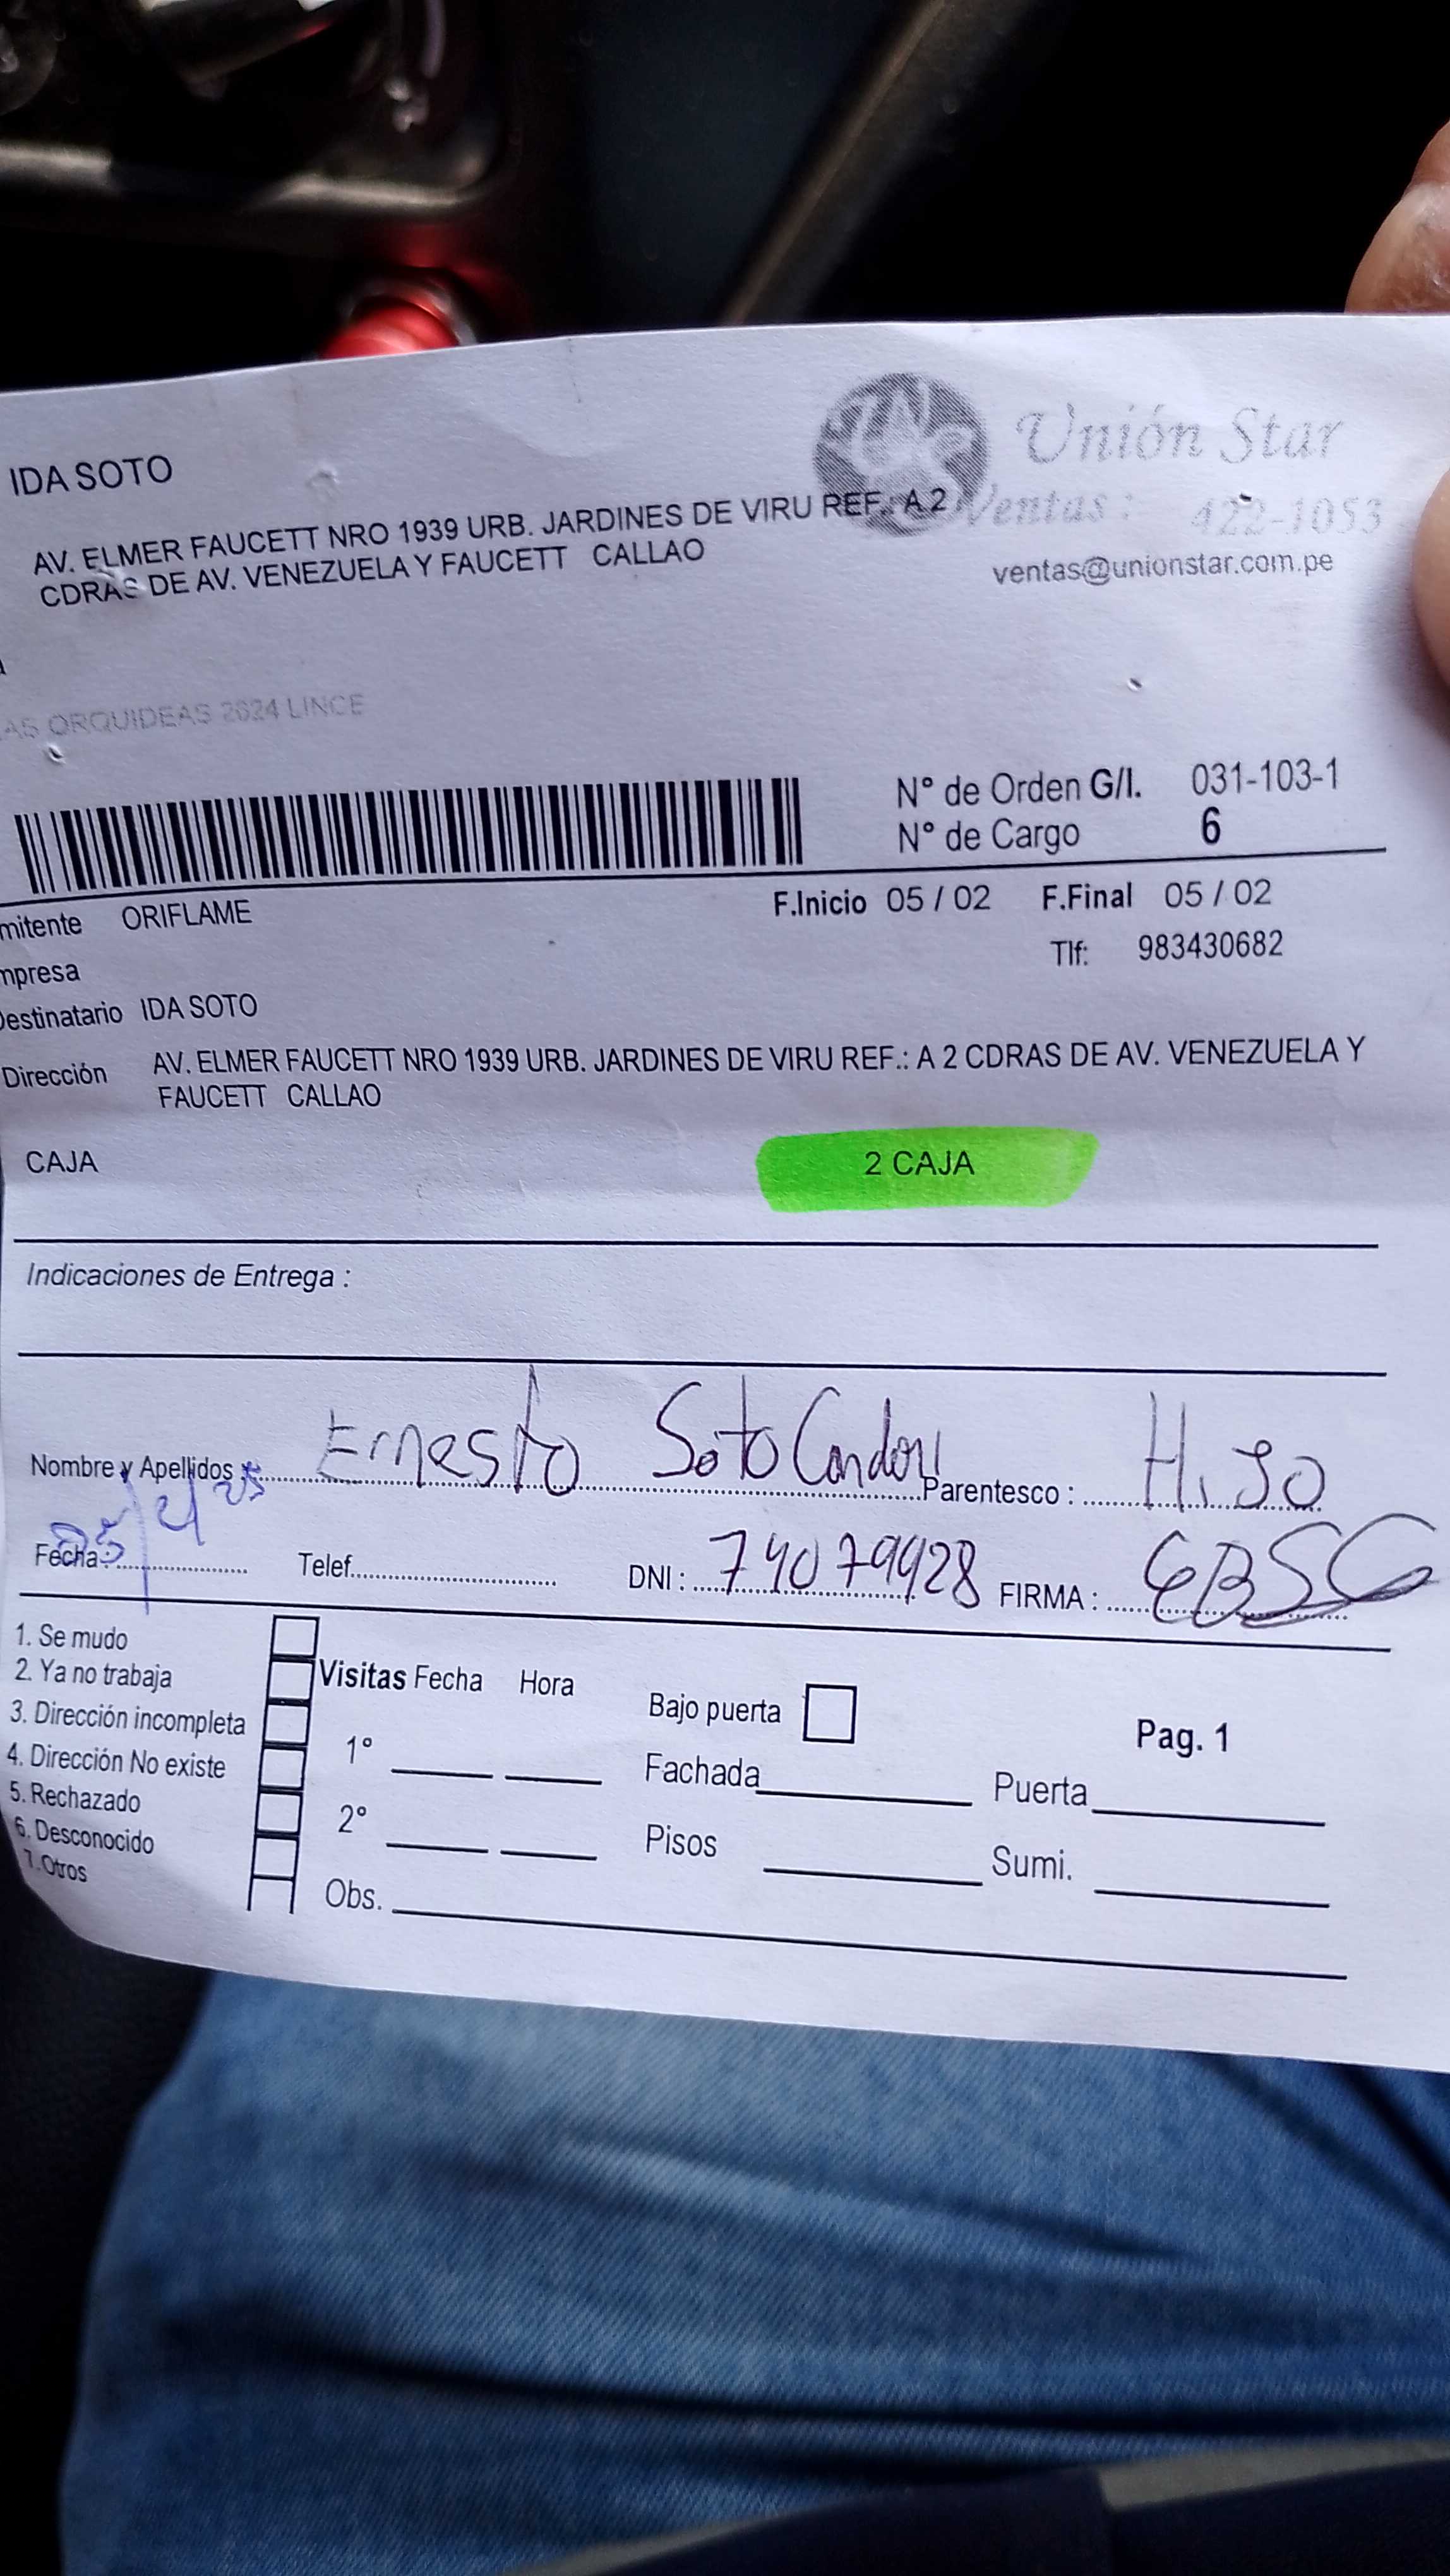 Unión Star
IDA SOTO
AV. ELMER FAUCETT NRO 1939 URB. JARDINES DE VIRU REF.: A 2
Ventas: 422-1053
CDRAS DE AV. VENEZUELA Y FAUCETT CALLAO
ventas@unionstar.com.pe
AS ORQUIDEAS 2624 LINCE
N° de Orden G/I. 031-103-1
N° de Cargo 6
mitente ORIFLAME
F.Inicio 05 / 02 F.Final 05 / 02
Tlf: 983430682
mpresa
Destinatario IDA SOTO
Dirección AV. ELMER FAUCETT NRO 1939 URB. JARDINES DE VIRU REF.: A 2 CDRAS DE AV. VENEZUELA Y
FAUCETT CALLAO
CAJA 2 CAJA
Indicaciones de Entrega :
Nombre y Apellidos : Ernesto Soto Condori Parentesco : Hijo
Fecha: Telef. DNI : 74079928 FIRMA :
1. Se mudo
2. Ya no trabaja
3. Dirección incompleta
4. Dirección No existe
5. Rechazado
6. Desconocido
7. Otros
Visitas Fecha Hora
1°
2°
Obs.
Bajo puerta
Fachada
Pisos
Pag. 1
Puerta
Sumi.